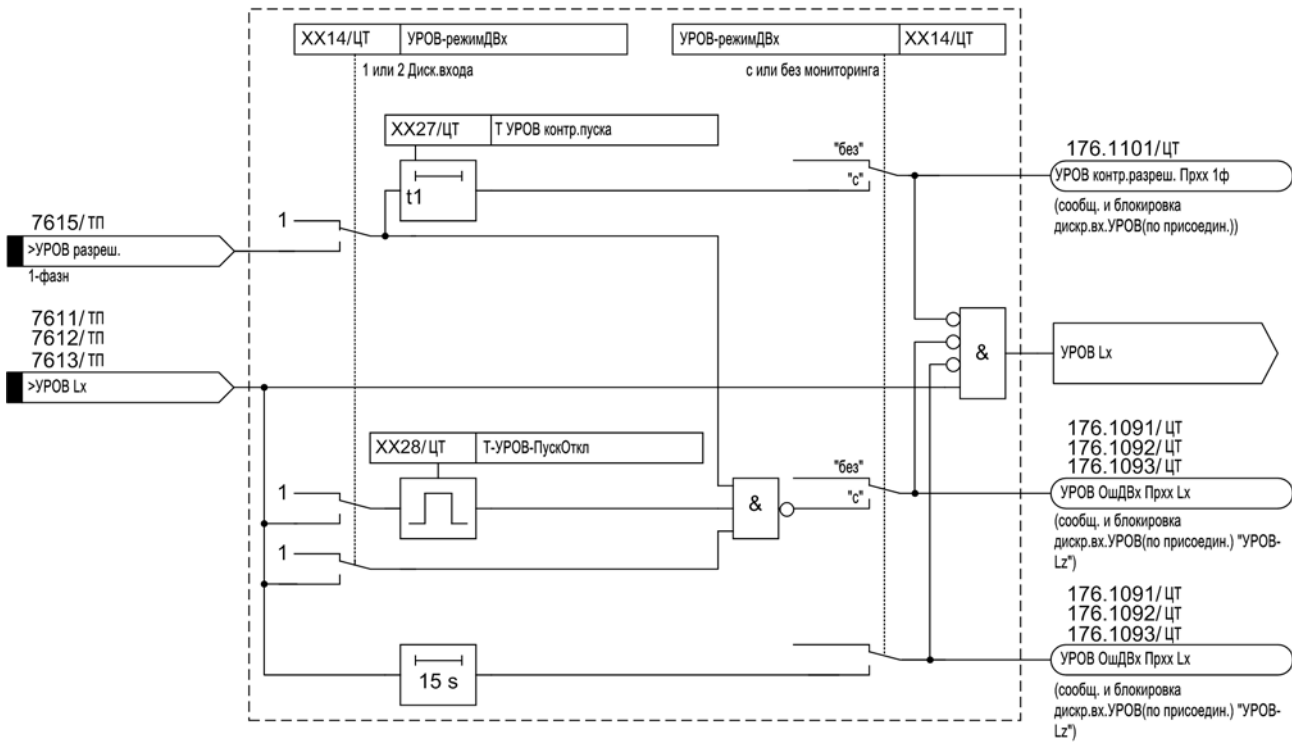 XX14/ЦТ УРОВ-режимДВх
УРОВ-режимДВх XX14/ЦТ
1 или 2 Диск.входа
с или без мониторинга
XX27/ЦТ Т УРОВ контр.пуска
t1
"без"
"с"
176.1101/ЦТ
УРОВ контр.разреш. Прхх 1ф
(сообщ. и блокировка
дискр.вх.УРОВ(по присоедин.))
7615/ТП
>УРОВ разреш.
1-фазн
1
7611/ТП
7612/ТП
7613/ТП
>УРОВ Lx
&
УРОВ Lx
XX28/ЦТ Т-УРОВ-ПускОткл
1
1
&
"без"
"с"
176.1091/ЦТ
176.1092/ЦТ
176.1093/ЦТ
УРОВ ОшДВх Прхх Lx
(сообщ. и блокировка
дискр.вх.УРОВ(по присоедин.) "УРОВ-
Lz")
15 s
176.1091/ЦТ
176.1092/ЦТ
176.1093/ЦТ
УРОВ ОшДВх Прхх Lx
(сообщ. и блокировка
дискр.вх.УРОВ(по присоедин.) "УРОВ-
Lz")